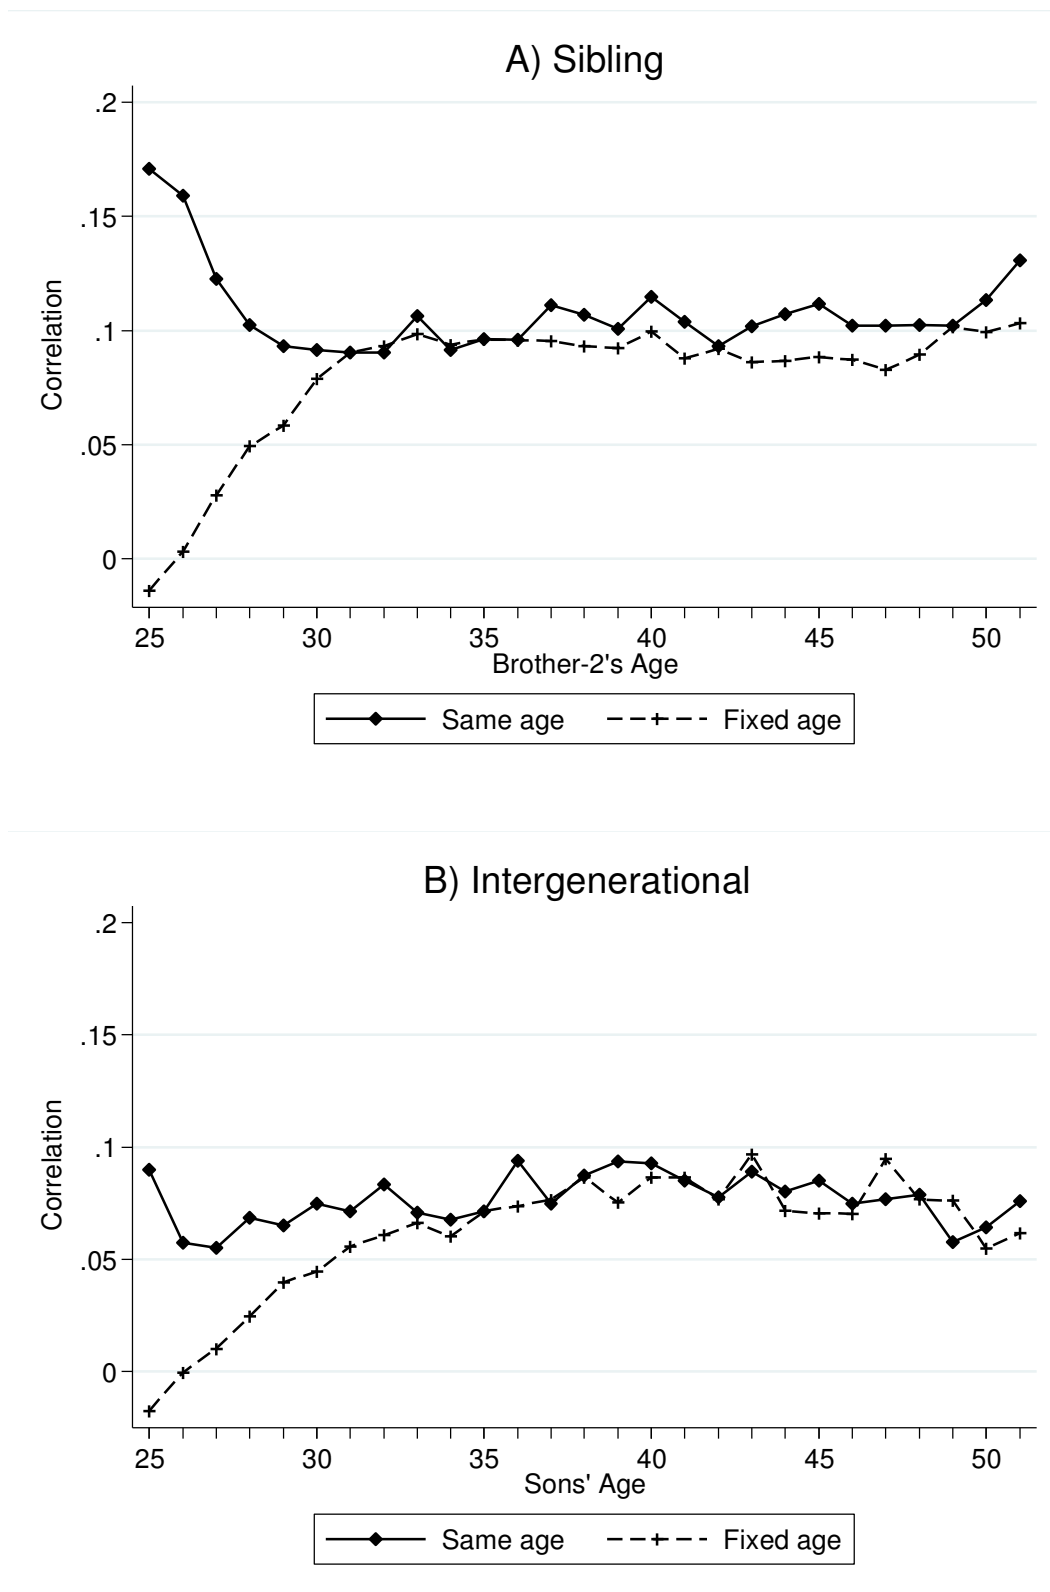 A) Sibling
.2
.15
.1
.05
0
Correlation
25 30 35 40 45 50
Brother-2's Age
Same age Fixed age
B) Intergenerational
.2
.15
.1
.05
0
Correlation
25 30 35 40 45 50
Sons' Age
Same age Fixed age